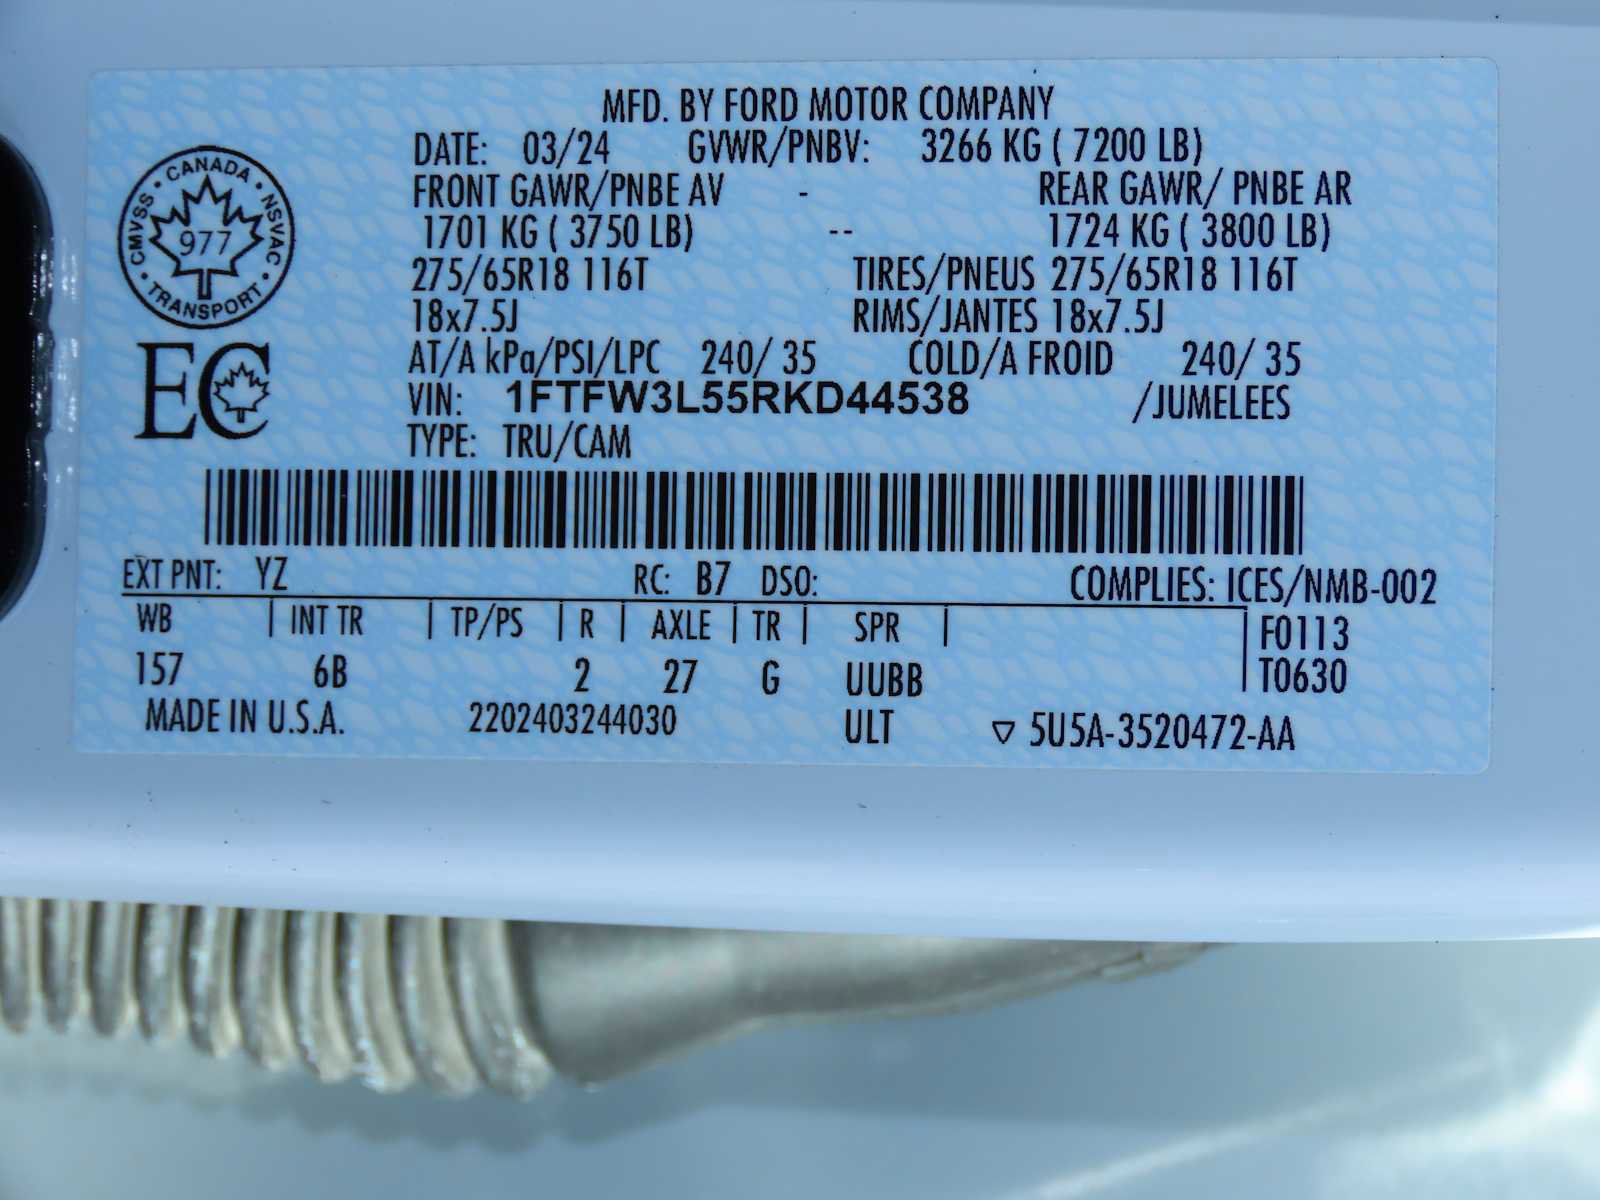 MFD. BY FORD MOTOR COMPANY
DATE: 03/24 GVWR/PNBV: 3266 KG ( 7200 LB)
FRONT GAWR/PNBE AV - REAR GAWR/ PNBE AR
1701 KG ( 3750 LB) -- 1724 KG ( 3800 LB)
275/65R18 116T TIRES/PNEUS 275/65R18 116T
18x7.5J RIMS/JANTES 18x7.5J
AT/A kPa/PSI/LPC 240/ 35 COLD/A FROID 240/ 35
VIN: 1FTFW3L55RKD44538 /JUMELEES
TYPE: TRU/CAM
CANADA
CMVSS • NSVAC
977
TRANSPORT
EC
EXT PNT: YZ RC: B7 DSO: COMPLIES: ICES/NMB-002
WB | INT TR | TP/PS | R | AXLE | TR | SPR | F0113
157 6B 2 27 G UUBB T0630
MADE IN U.S.A. 2202403244030 ULT ▽ 5U5A-3520472-AA